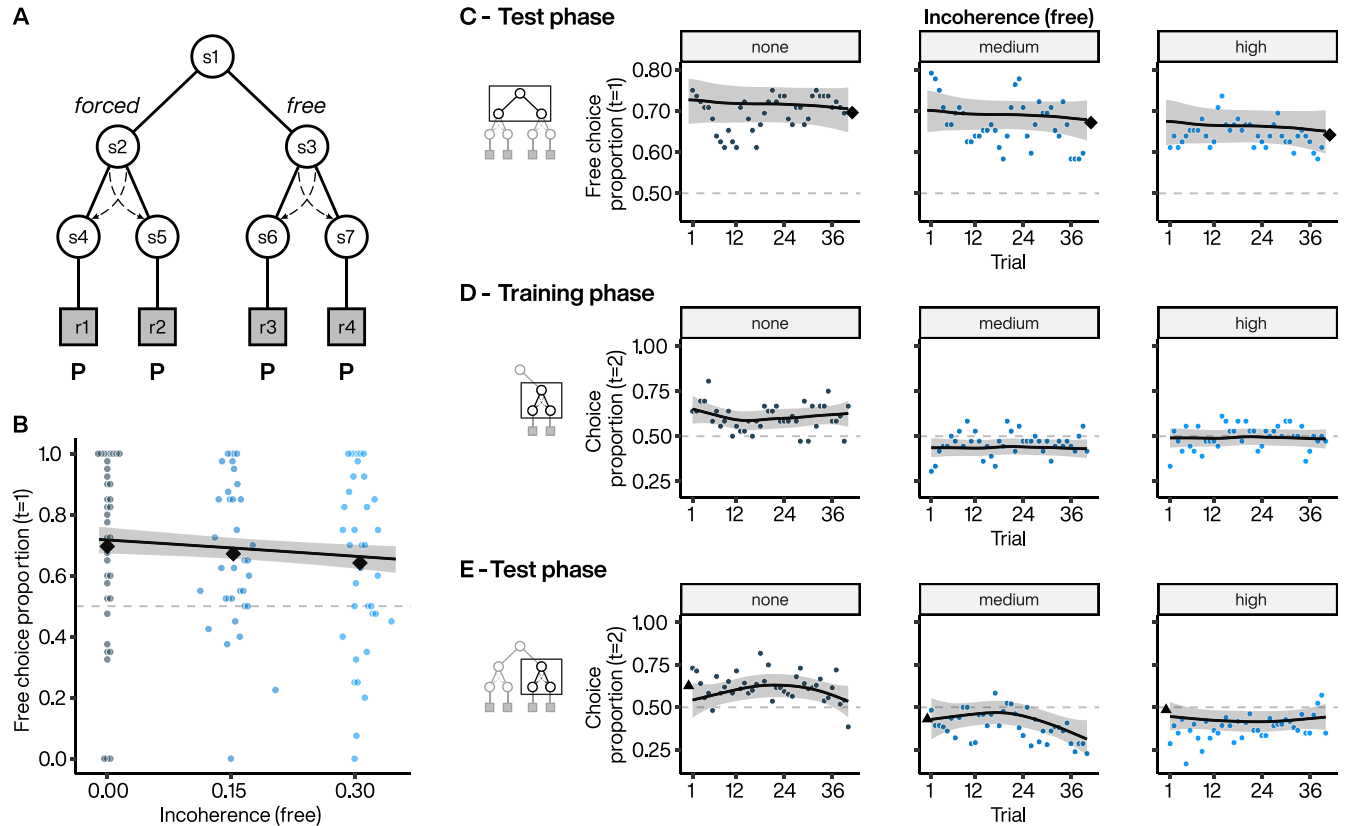 A
s1
forced
free
s2
s3
s4
s5
s6
s7
r1
r2
r3
r4
P
P
P
P
B
Free choice proportion (t=1)
1.0
0.8
0.6
0.4
0.2
0.0
0.00
0.15
0.30
Incoherence (free)
C - Test phase
Incoherence (free)
none
medium
high
Free choice
proportion (t=1)
0.80
0.70
0.60
0.50
1
12
24
36
1
12
24
36
1
12
24
36
Trial
D - Training phase
none
medium
high
Choice
proportion (t=2)
1.00
0.75
0.50
0.25
1
12
24
36
1
12
24
36
1
12
24
36
E - Test phase
none
medium
high
Choice
proportion (t=2)
1.00
0.75
0.50
0.25
1
12
24
36
1
12
24
36
1
12
24
36
Trial